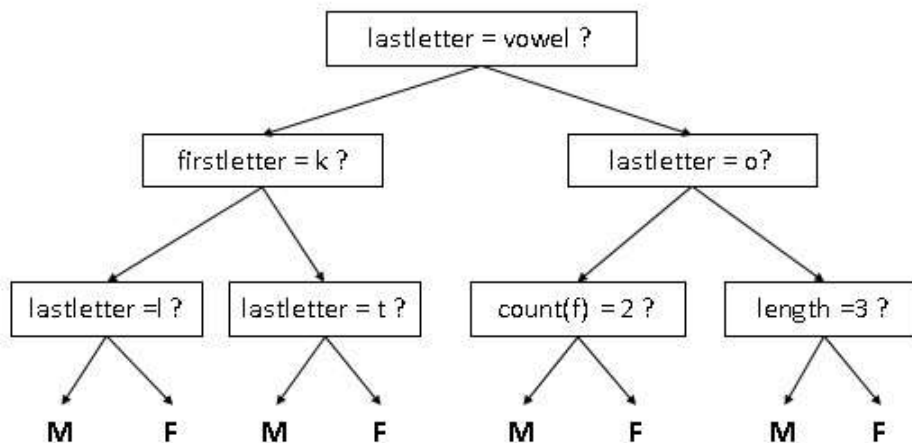 lastletter = vowel ?
firstletter = k ?
lastletter = o?
lastletter =l ?
lastletter = t ?
count(f) = 2 ?
length =3 ?
M F M F M F M F